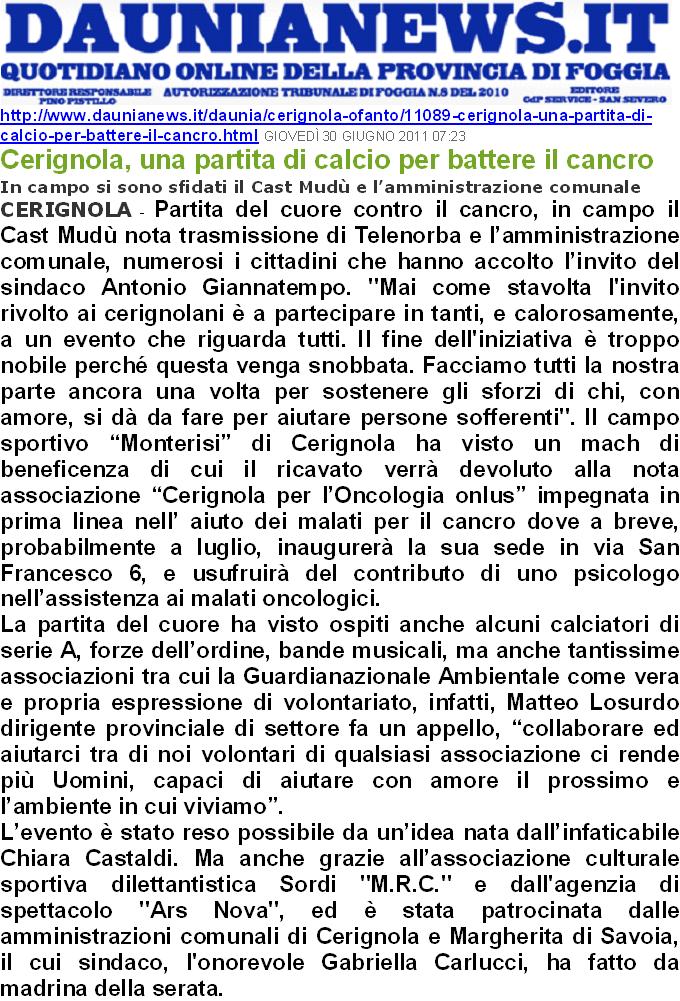 DAUNIANEWS.IT
QUOTIDIANO ONLINE DELLA PROVINCIA DI FOGGIA
DIRETTORE RESPONSABILE AUTORIZZAZIONE TRIBUNALE DI FOGGIA N.8 DEL 2010 EDITORE
PINO PISTILLO CdP SERVICE - SAN SEVERO
http://www.daunianews.it/daunia/cerignola-ofanto/11089-cerignola-una-partita-di-
calcio-per-battere-il-cancro.html GIOVEDÌ 30 GIUGNO 2011 07:23
Cerignola, una partita di calcio per battere il cancro
In campo si sono sfidati il Cast Mudù e l’amministrazione comunale
CERIGNOLA - Partita del cuore contro il cancro, in campo il
Cast Mudù nota trasmissione di Telenorba e l’amministrazione
comunale, numerosi i cittadini che hanno accolto l’invito del
sindaco Antonio Giannatempo. "Mai come stavolta l'invito
rivolto ai cerignolani è a partecipare in tanti, e calorosamente,
a un evento che riguarda tutti. Il fine dell'iniziativa è troppo
nobile perché questa venga snobbata. Facciamo tutti la nostra
parte ancora una volta per sostenere gli sforzi di chi, con
amore, si dà da fare per aiutare persone sofferenti". Il campo
sportivo “Monterisi” di Cerignola ha visto un mach di
beneficenza di cui il ricavato verrà devoluto alla nota
associazione “Cerignola per l’Oncologia onlus” impegnata in
prima linea nell’ aiuto dei malati per il cancro dove a breve,
probabilmente a luglio, inaugurerà la sua sede in via San
Francesco 6, e usufruirà del contributo di uno psicologo
nell’assistenza ai malati oncologici.
La partita del cuore ha visto ospiti anche alcuni calciatori di
serie A, forze dell’ordine, bande musicali, ma anche tantissime
associazioni tra cui la Guardianazionale Ambientale come vera
e propria espressione di volontariato, infatti, Matteo Losurdo
dirigente provinciale di settore fa un appello, “collaborare ed
aiutarci tra di noi volontari di qualsiasi associazione ci rende
più Uomini, capaci di aiutare con amore il prossimo e
l’ambiente in cui viviamo”.
L’evento è stato reso possibile da un’idea nata dall’infaticabile
Chiara Castaldi. Ma anche grazie all’associazione culturale
sportiva dilettantistica Sordi "M.R.C." e dall'agenzia di
spettacolo "Ars Nova", ed è stata patrocinata dalle
amministrazioni comunali di Cerignola e Margherita di Savoia,
il cui sindaco, l'onorevole Gabriella Carlucci, ha fatto da
madrina della serata.